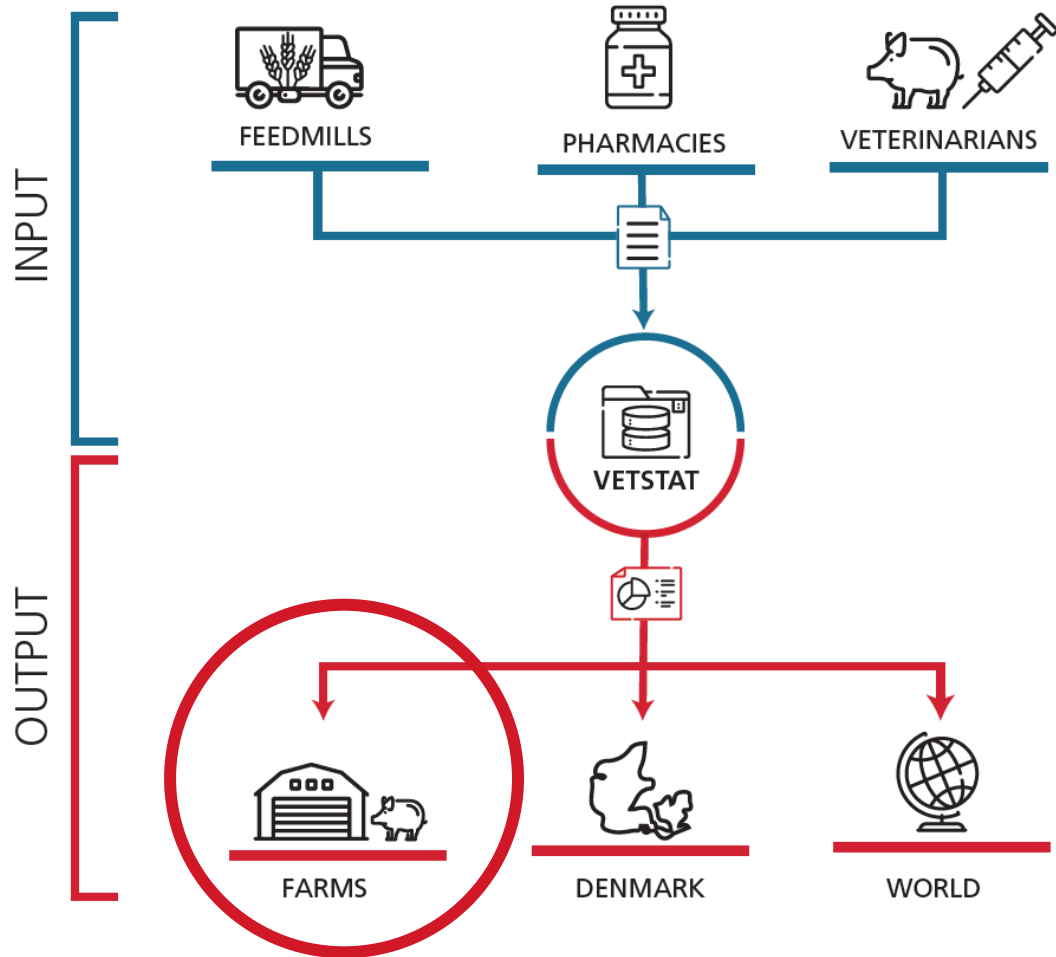 INPUT
FEEDMILLS
PHARMACIES
VETERINARIANS
VETSTAT
OUTPUT
FARMS
DENMARK
WORLD